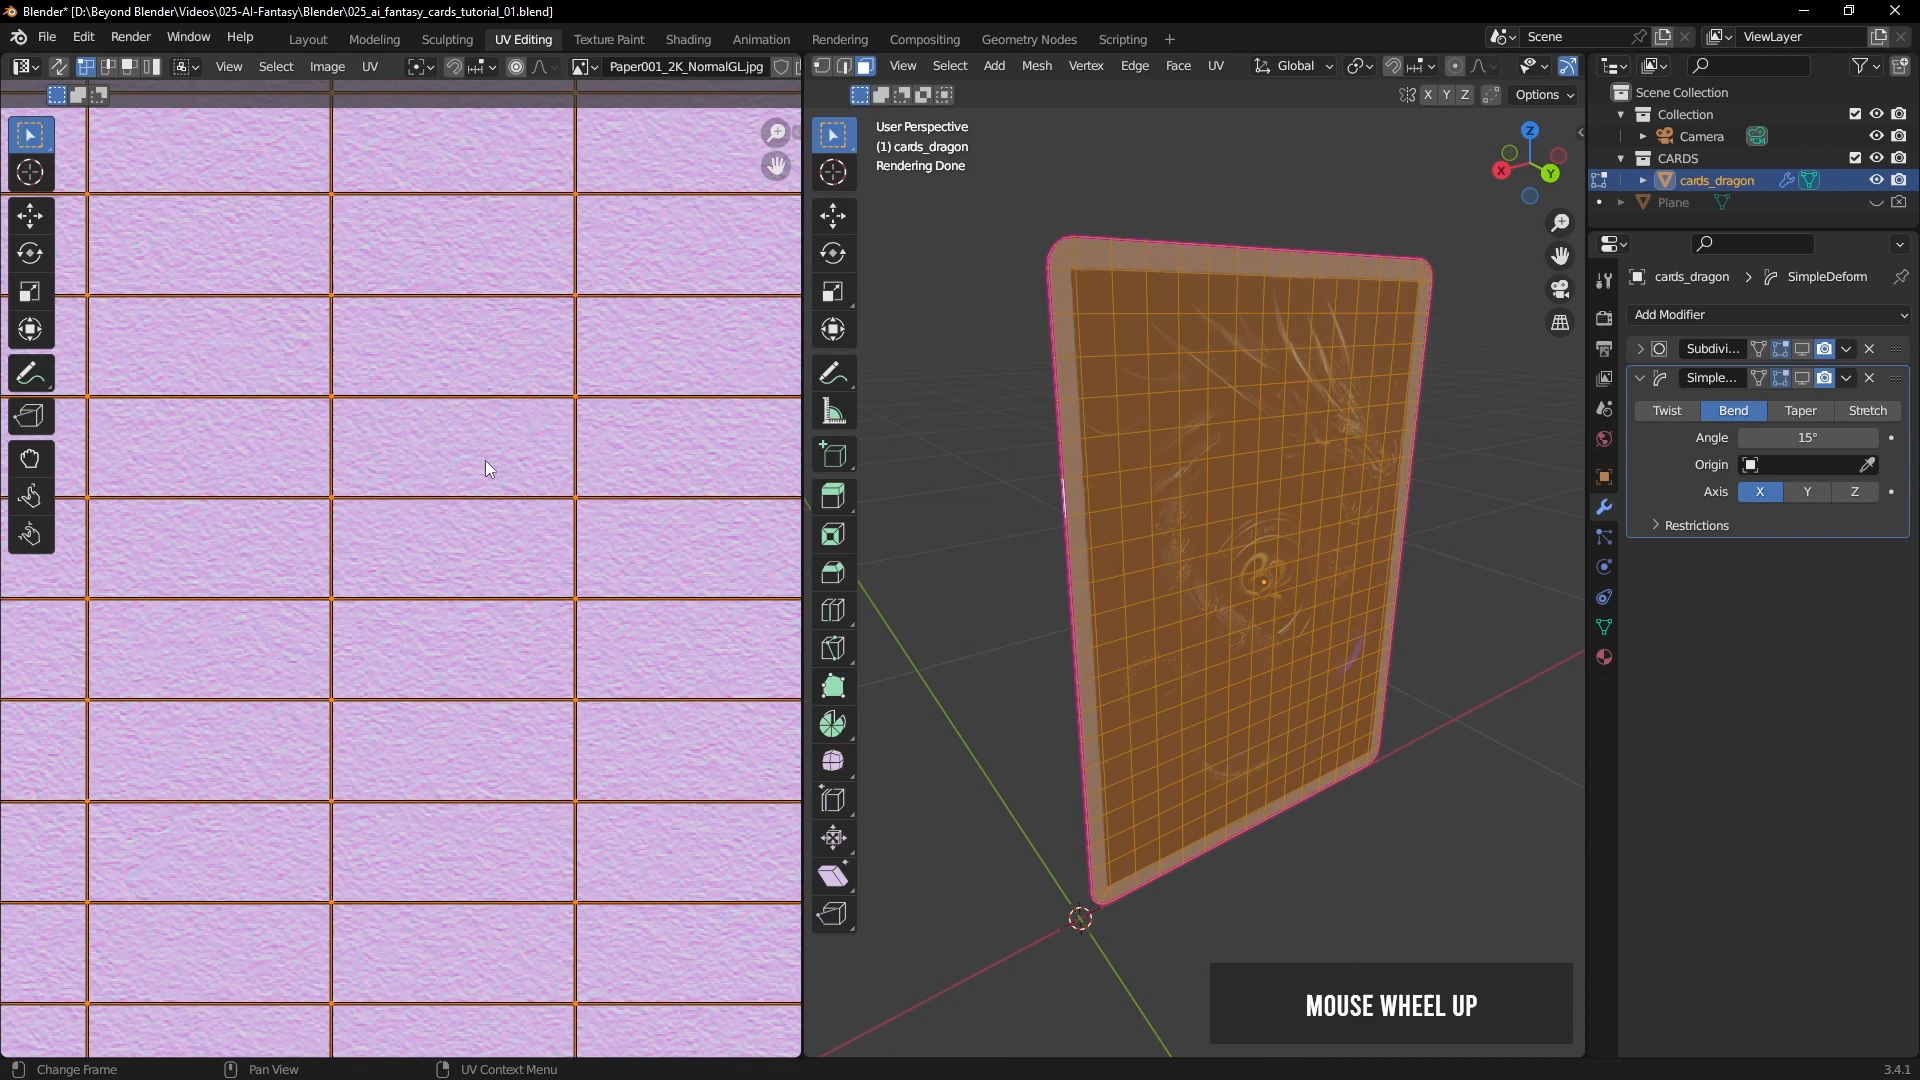 Blender* [D:\Beyond Blender\Videos\025-AI-Fantasy\Blender\025_ai_fantasy_cards_tutorial_01.blend]
File Edit Render Window Help Layout Modeling Sculpting UV Editing Texture Paint Shading Animation Rendering Compositing Geometry Nodes Scripting + Scene ViewLayer
View Select Image UV Paper001_2K_NormalGL.jpg View Select Add Mesh Vertex Edge Face UV Global
X Y Z Options
User Perspective
(1) cards_dragon
Rendering Done
Z
X
Y
Scene Collection
Collection
Camera
CARDS
cards_dragon
Plane
cards_dragon > SimpleDeform
Add Modifier
Subdivi...
Simple...
Twist Bend Taper Stretch
Angle 15°
Origin
Axis X Y Z
Restrictions
MOUSE WHEEL UP
Change Frame Pan View UV Context Menu 3.4.1